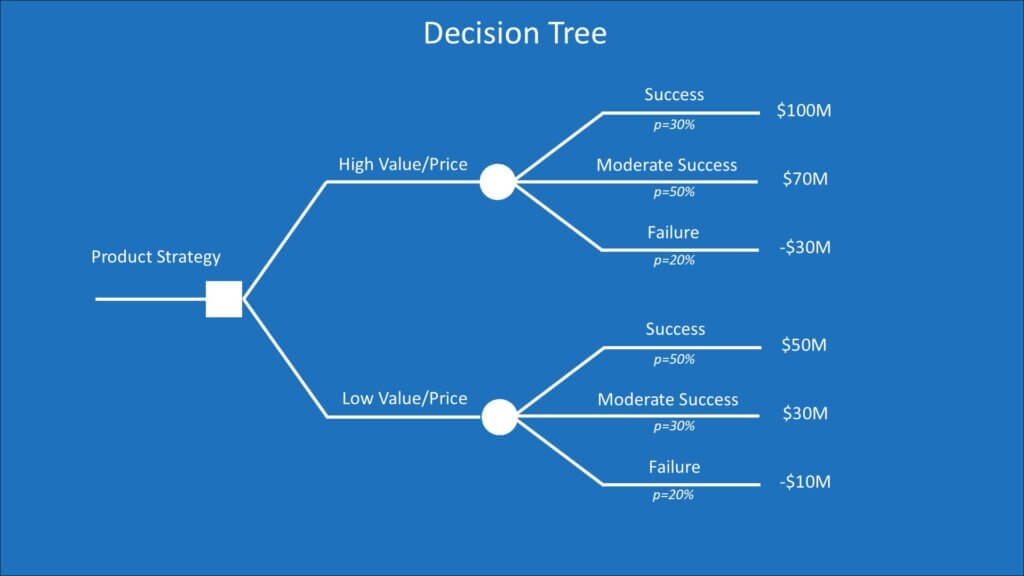 Decision Tree
Product Strategy
High Value/Price
Success
p=30%
$100M
Moderate Success
p=50%
$70M
Failure
p=20%
-$30M
Low Value/Price
Success
p=50%
$50M
Moderate Success
p=30%
$30M
Failure
p=20%
-$10M